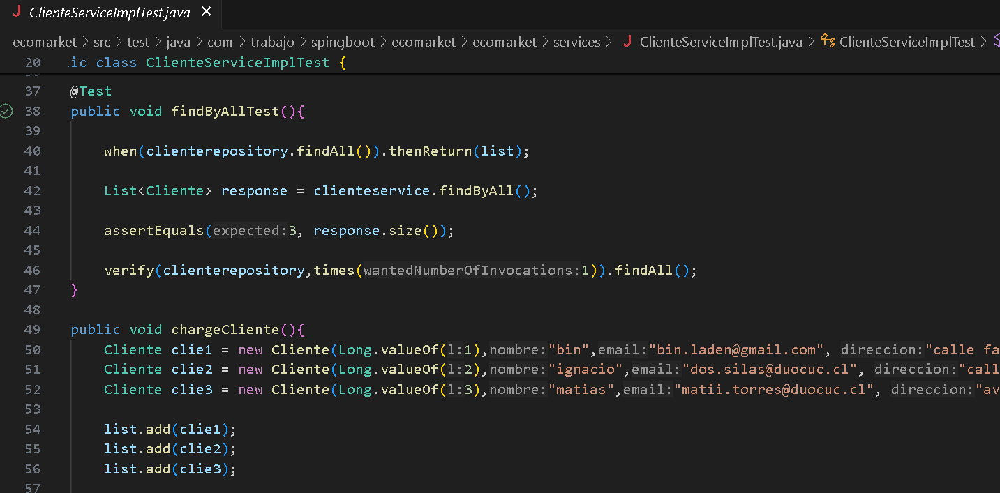 ClienteServiceImplTest.java ×
ecomarket > src > test > java > com > trabajo > spingboot > ecomarket > ecomarket > services > ClienteServiceImplTest.java > ClienteServiceImplTest >
20 ic class ClienteServiceImplTest {
37 @Test
38 public void findByAllTest(){
39
40 when(clienterepository.findAll()).thenReturn(list);
41
42 List<Cliente> response = clienteservice.findByAll();
43
44 assertEquals(expected:3, response.size());
45
46 verify(clienterepository,times(wantedNumberOfInvocations:1)).findAll();
47 }
48
49 public void chargeCliente(){
50 Cliente clie1 = new Cliente(Long.valueOf(l:1),nombre:"bin",email:"bin.laden@gmail.com", direccion:"calle fa
51 Cliente clie2 = new Cliente(Long.valueOf(l:2),nombre:"ignacio",email:"dos.silas@duocuc.cl", direccion:"call
52 Cliente clie3 = new Cliente(Long.valueOf(l:3),nombre:"matias",email:"matii.torres@duocuc.cl", direccion:"av
53
54 list.add(clie1);
55 list.add(clie2);
56 list.add(clie3);
57